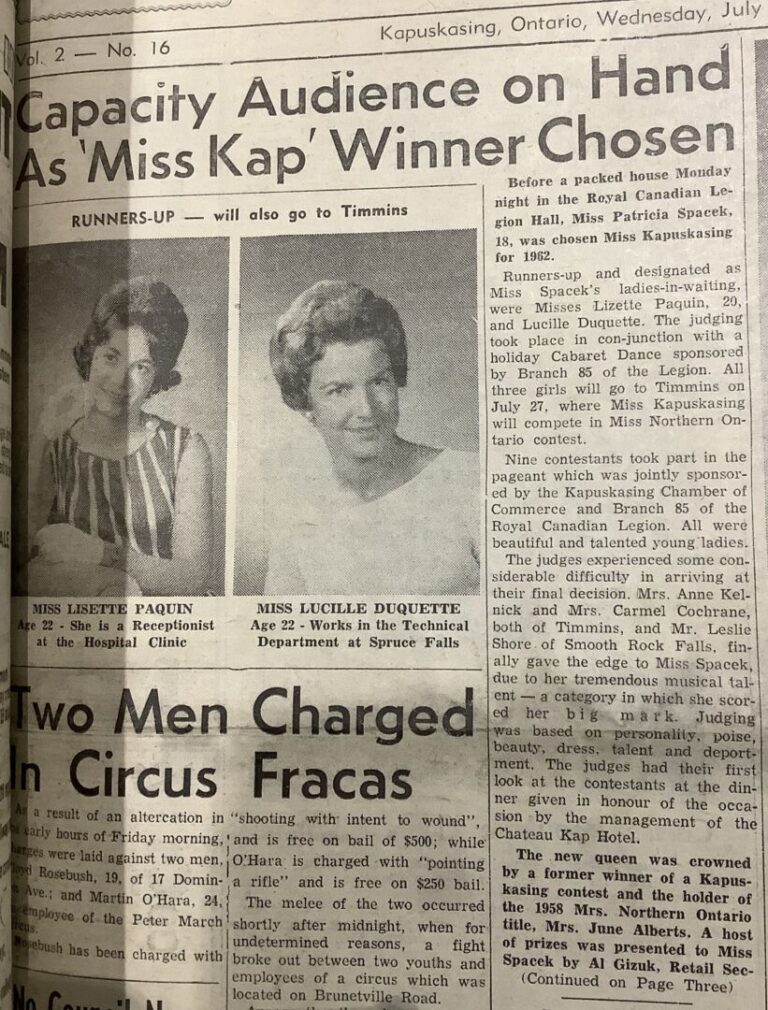 Vol. 2 — No. 16
Kapuskasing, Ontario, Wednesday, July
Capacity Audience on Hand
As 'Miss Kap' Winner Chosen
RUNNERS-UP — will also go to Timmins
MISS LISETTE PAQUIN
Age 22 - She is a Receptionist
at the Hospital Clinic
MISS LUCILLE DUQUETTE
Age 22 - Works in the Technical
Department at Spruce Falls
Before a packed house Monday
night in the Royal Canadian Le-
gion Hall, Miss Patricia Spacek,
18, was chosen Miss Kapuskasing
for 1962.
Runners-up and designated as
Miss Spacek's ladies-in-waiting,
were Misses Lizette Paquin, 20,
and Lucille Duquette. The judging
took place in con-junction with a
holiday Cabaret Dance sponsored
by Branch 85 of the Legion. All
three girls will go to Timmins on
July 27, where Miss Kapuskasing
will compete in Miss Northern On-
tario contest.
Nine contestants took part in the
pageant which was jointly sponsor-
ed by the Kapuskasing Chamber of
Commerce and Branch 85 of the
Royal Canadian Legion. All were
beautiful and talented young ladies.
The judges experienced some con-
siderable difficulty in arriving at
their final decision. Mrs. Anne Kel-
nick and Mrs. Carmel Cochrane,
both of Timmins, and Mr. Leslie
Shore of Smooth Rock Falls, fin-
ally gave the edge to Miss Spacek,
due to her tremendous musical tal-
ent — a category in which she scor-
ed her big mark. Judging
was based on personality, poise,
beauty, dress, talent and deport-
ment. The judges had their first
look at the contestants at the din-
ner given in honour of the occa-
sion by the management of the
Chateau Kap Hotel.
The new queen was crowned
by a former winner of a Kapus-
kasing contest and the holder of
the 1958 Mrs. Northern Ontario
title, Mrs. June Alberts. A host
of prizes was presented to Miss
Spacek by Al Gizuk, Retail Sec-
(Continued on Page Three)
Two Men Charged
In Circus Fracas
As a result of an altercation in
early hours of Friday morning,
charges were laid against two men,
Rosebush, 19, of 17 Domin-
Ave.; and Martin O'Hara, 24,
employee of the Peter March
circus.
Rosebush has been charged with
"shooting with intent to wound",
and is free on bail of $500; while
O'Hara is charged with "pointing
a rifle" and is free on $250 bail.
The melee of the two occurred
shortly after midnight, when for
undetermined reasons, a fight
broke out between two youths and
employees of a circus which was
located on Brunetville Road.
No Council